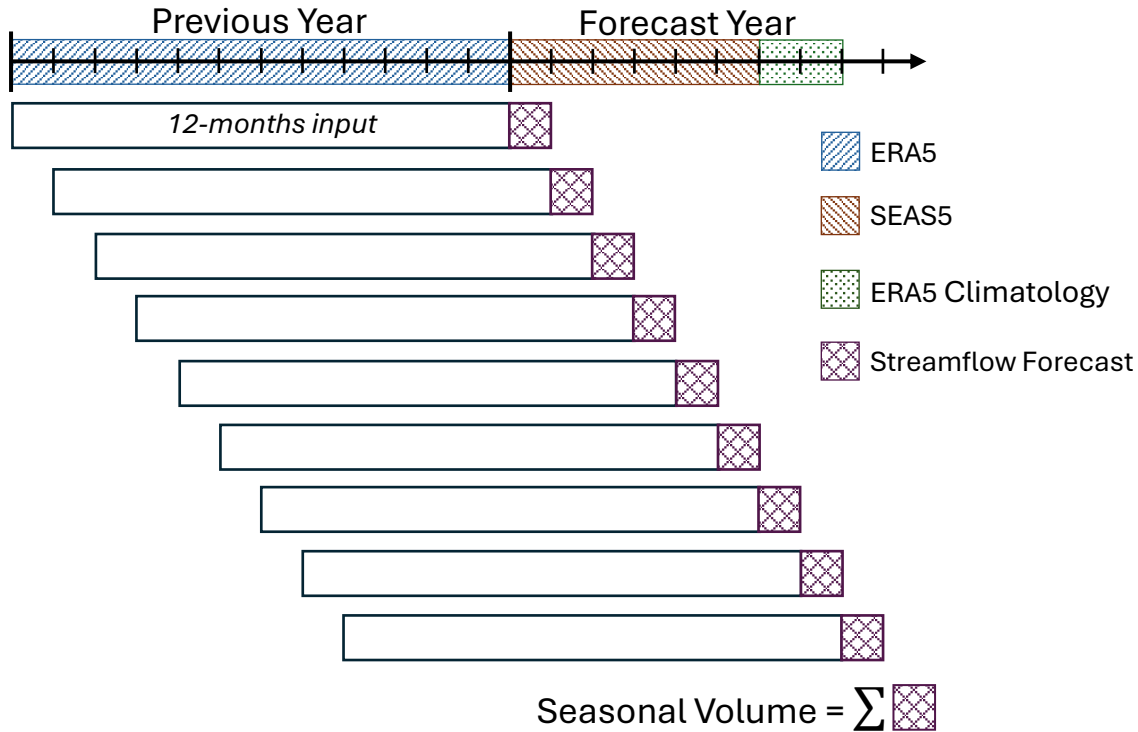 Previous Year
Forecast Year
12-months input
ERA5
SEAS5
ERA5 Climatology
Streamflow Forecast
Seasonal Volume = ∑